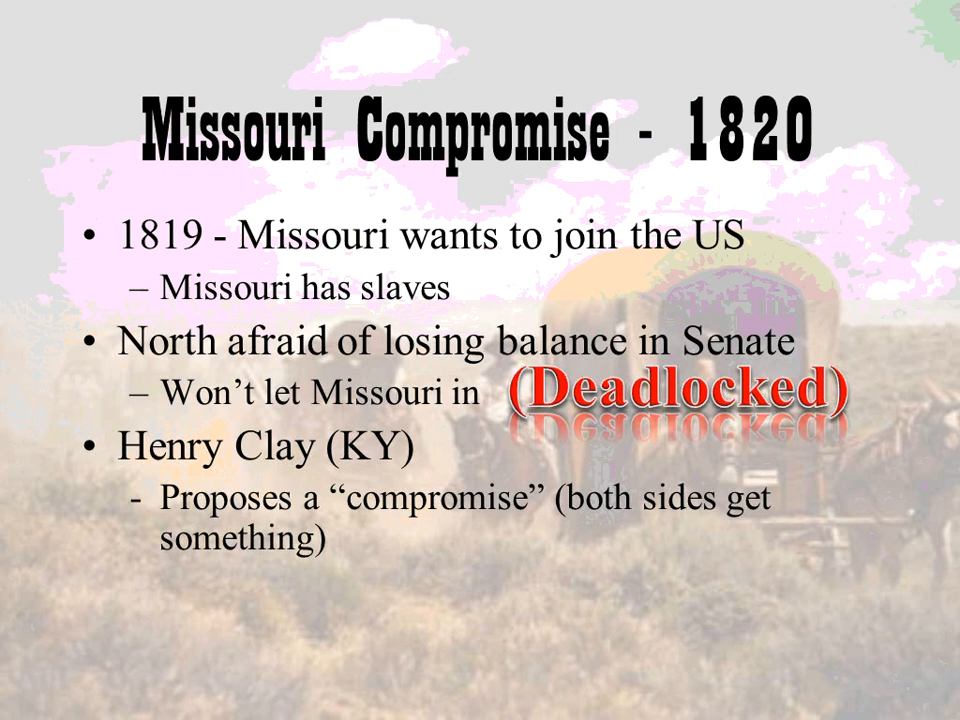 Missouri Compromise - 1820
• 1819 - Missouri wants to join the US
– Missouri has slaves
• North afraid of losing balance in Senate
– Won’t let Missouri in (Deadlocked)
• Henry Clay (KY)
- Proposes a “compromise” (both sides get
something)